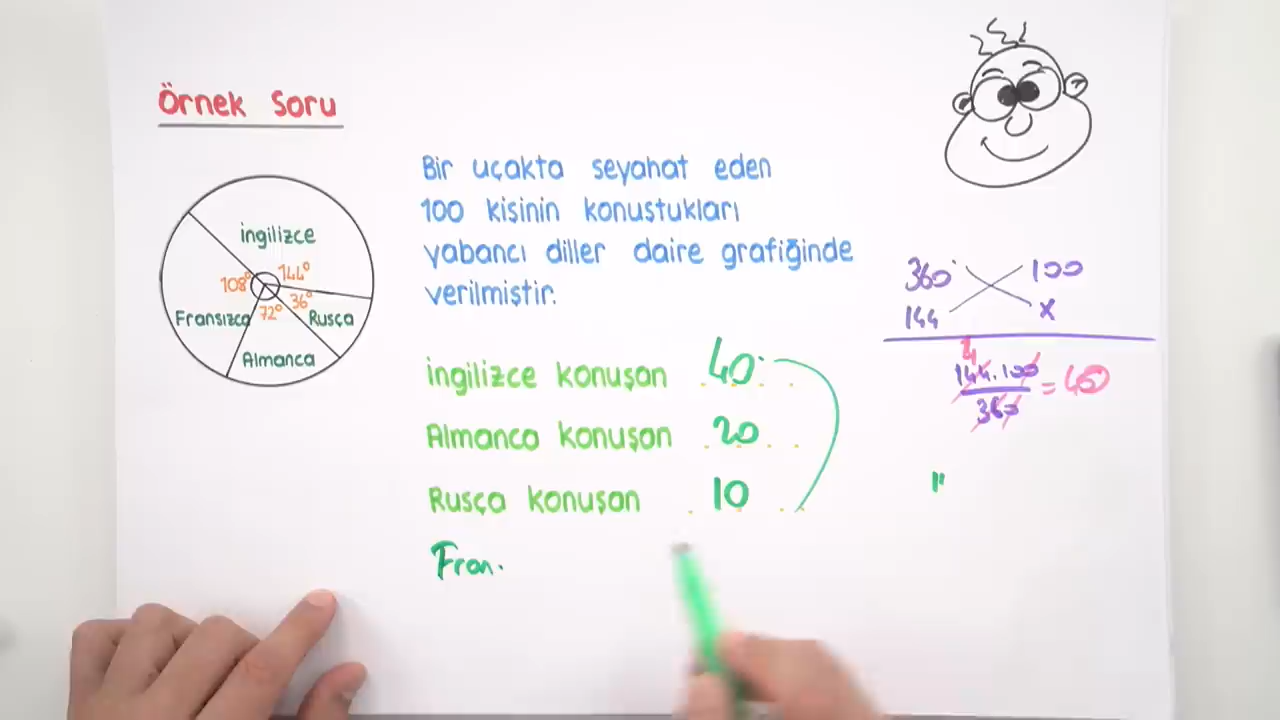 Örnek Soru
ingilizce
108° 144°
36°
72°
Fransızca
Rusça
Almanca
Bir uçakta seyahat eden
100 kişinin konuştukları
yabancı diller daire grafiğinde
verilmiştir.
ingilizce konuşan 40
Almanca konuşan 20
Rusça konuşan 10
Fran.
360° 100
144 x
4
144.100
360
= 40